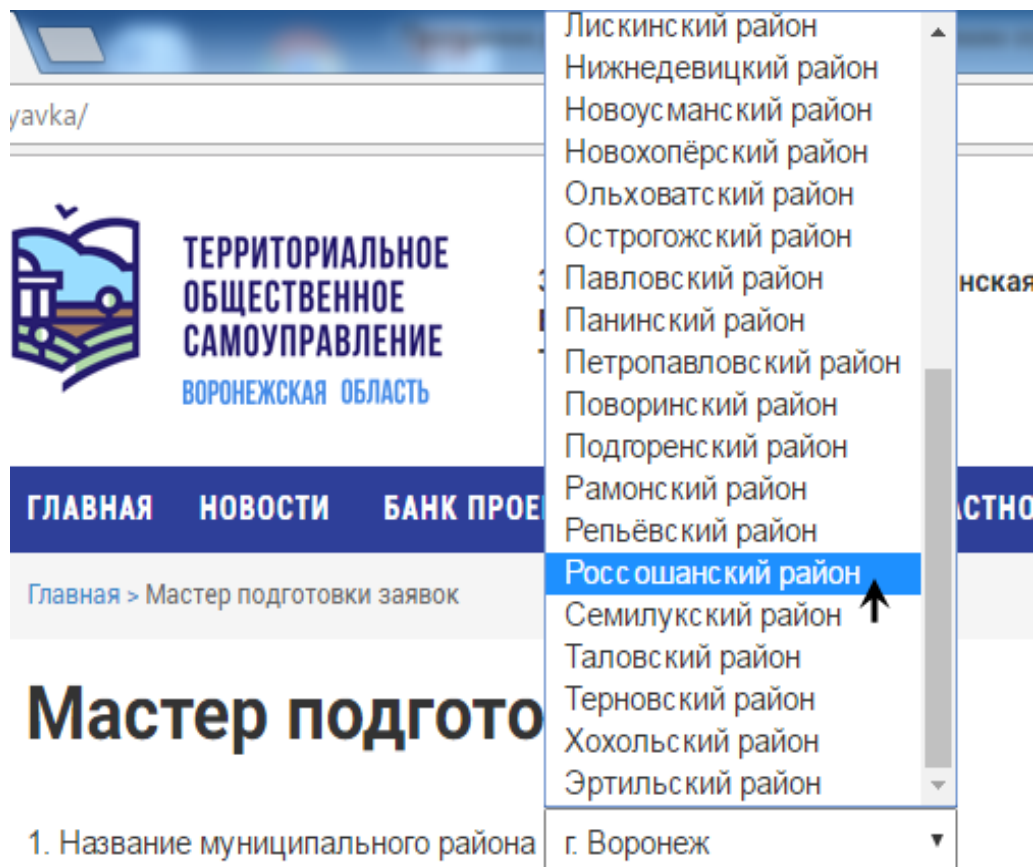 yavka/
ТЕРРИТОРИАЛЬНОЕ
ОБЩЕСТВЕННОЕ
САМОУПРАВЛЕНИЕ
ВОРОНЕЖСКАЯ ОБЛАСТЬ
нская
ГЛАВНАЯ НОВОСТИ БАНК ПРОЕ
АСТНО
Главная > Мастер подготовки заявок
Мастер подгото
Лискинский район
Нижнедевицкий район
Новоусманский район
Новохопёрский район
Ольховатский район
Острогожский район
Павловский район
Панинский район
Петропавловский район
Поворинский район
Подгоренский район
Рамонский район
Репьёвский район
Россошанский район
Семилукский район
Таловский район
Терновский район
Хохольский район
Эртильский район
1. Название муниципального района г. Воронеж